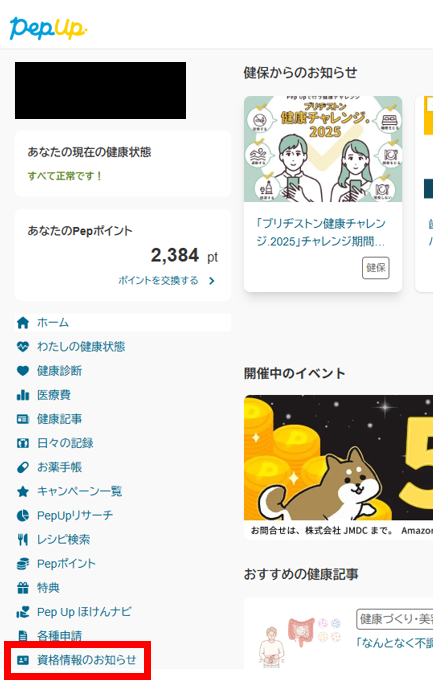 PepUp
あなたの現在の健康状態
すべて正常です！
あなたのPepポイント
2,384 pt
ポイントを交換する
ホーム
わたしの健康状態
健康診断
医療費
健康記事
日々の記録
お薬手帳
キャンペーン一覧
PepUpリサーチ
レシピ検索
Pepポイント
特典
Pep Up ほけんナビ
各種申請
資格情報のお知らせ
健保からのお知らせ
Pep Upで行う健康チャレンジ
ブリヂストン
健康チャレンジ。
2025
「ブリヂストン健康チャレン
ジ.2025」チャレンジ期間...
健保
開催中のイベント
5
お問合せは、株式会社 JMDC まで。 Amazon
おすすめの健康記事
健康づくり・美容
「なんとなく不調